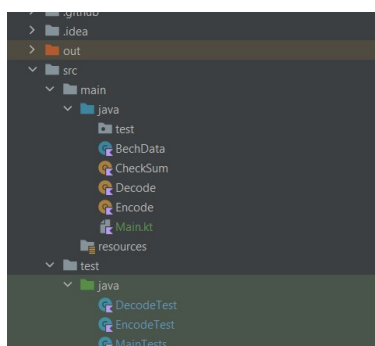 .github
.idea
out
src
main
java
test
BechData
CheckSum
Decode
Encode
Main.kt
resources
test
java
DecodeTest
EncodeTest
MainTests